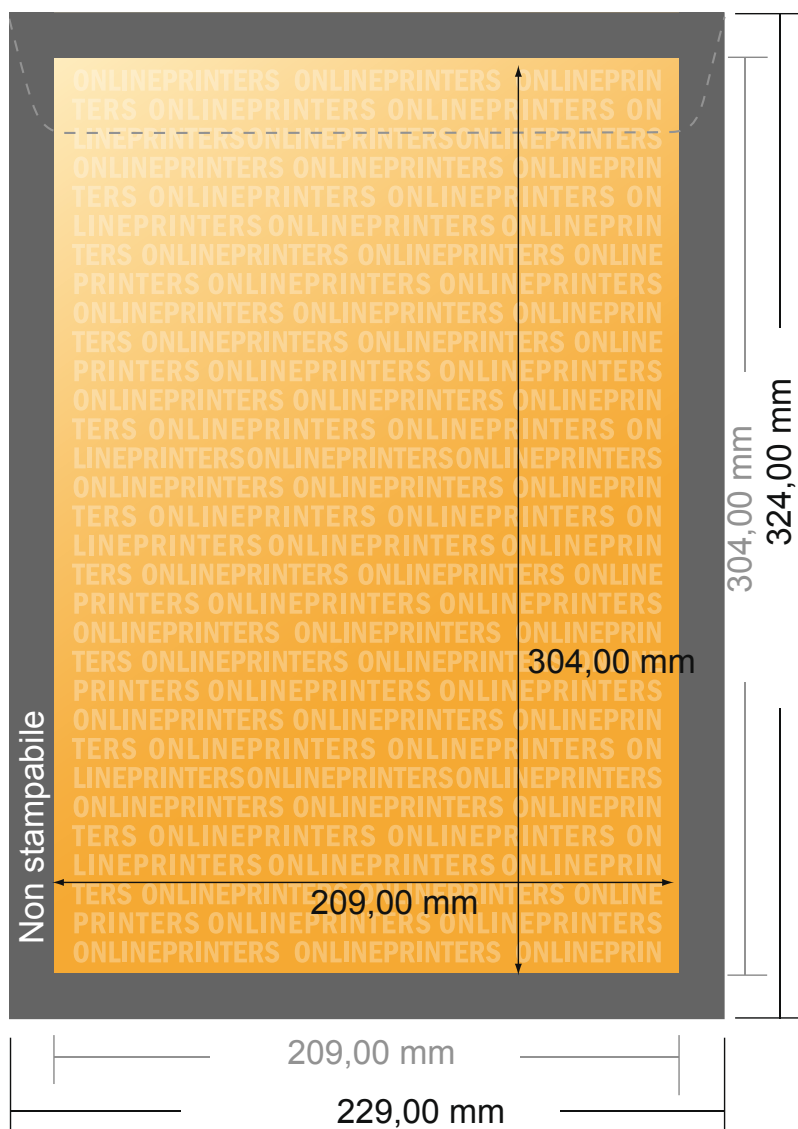 ONLINEPRINTERS ONLINEPRINTERS ONLINEPRIN
TERS ONLINEPRINTERS ONLINEPRINTERS ON
LINEPRINTERSONLINEPRINTERSONLINEPRINTERS
ONLINEPRINTERS ONLINEPRINTERS ONLINEPRIN
TERS ONLINEPRINTERS ONLINEPRINTERS ON
LINEPRINTERS ONLINEPRINTERS ONLINEPRIN
TERS ONLINEPRINTERS ONLINEPRINTERS ONLINE
PRINTERS ONLINEPRINTERS ONLINEPRINTERS
ONLINEPRINTERS ONLINEPRINTERS ONLINEPRIN
TERS ONLINEPRINTERS ONLINEPRINTERS ONLINE
PRINTERS ONLINEPRINTERS ONLINEPRINTERS
ONLINEPRINTERS ONLINEPRINTERS ONLINEPRIN
TERS ONLINEPRINTERS ONLINEPRINTERS ON
LINEPRINTERSONLINEPRINTERSONLINEPRINTERS
ONLINEPRINTERS ONLINEPRINTERS ONLINEPRIN
TERS ONLINEPRINTERS ONLINEPRINTERS ON
LINEPRINTERS ONLINEPRINTERS ONLINEPRIN
TERS ONLINEPRINTERS ONLINEPRINTERS ONLINE
PRINTERS ONLINEPRINTERS ONLINEPRINTERS
ONLINEPRINTERS ONLINEPRINTERS ONLINEPRIN
TERS ONLINEPRINTERS ONLINEPRINTERS ONLINE
PRINTERS ONLINEPRINTERS ONLINEPRINTERS
ONLINEPRINTERS ONLINEPRINTERS ONLINEPRIN
TERS ONLINEPRINTERS ONLINEPRINTERS ON
LINEPRINTERSONLINEPRINTERSONLINEPRINTERS
ONLINEPRINTERS ONLINEPRINTERS ONLINEPRIN
TERS ONLINEPRINTERS ONLINEPRINTERS ON
LINEPRINTERS ONLINEPRINTERS ONLINEPRIN
TERS ONLINEPRINTERS ONLINEPRINTERS ONLINE
PRINTERS ONLINEPRINTERS ONLINEPRINTERS
ONLINEPRINTERS ONLINEPRINTERS ONLINEPRIN
304,00 mm
324,00 mm
304,00 mm
Non stampabile
209,00 mm
209,00 mm
229,00 mm